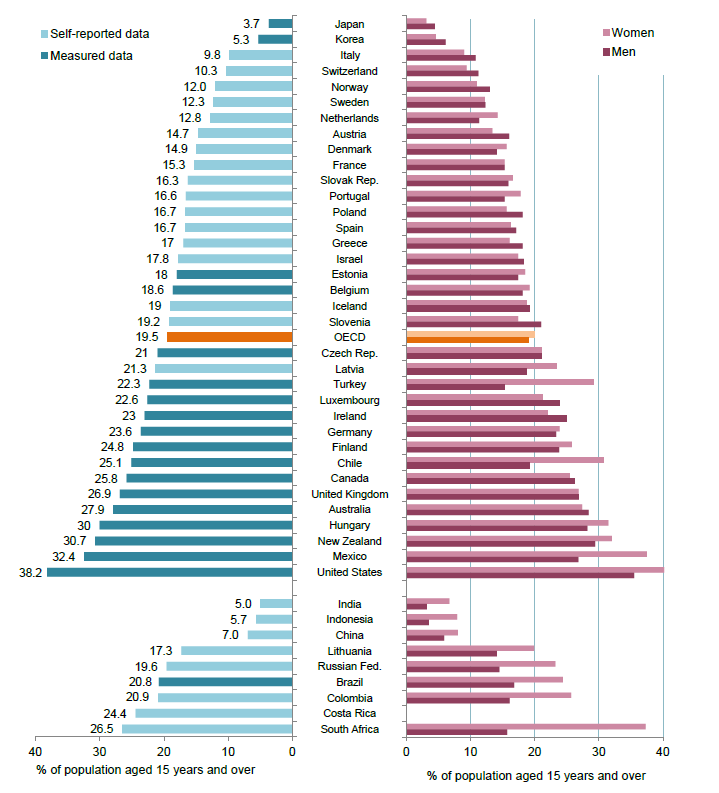 Self-reported data
Measured data
Women
Men
3.7 Japan
5.3 Korea
9.8 Italy
10.3 Switzerland
12.0 Norway
12.3 Sweden
12.8 Netherlands
14.7 Austria
14.9 Denmark
15.3 France
16.3 Slovak Rep.
16.6 Portugal
16.7 Poland
16.7 Spain
17 Greece
17.8 Israel
18 Estonia
18.6 Belgium
19 Iceland
19.2 Slovenia
19.5 OECD
21 Czech Rep.
21.3 Latvia
22.3 Turkey
22.6 Luxembourg
23 Ireland
23.6 Germany
24.8 Finland
25.1 Chile
25.8 Canada
26.9 United Kingdom
27.9 Australia
30 Hungary
30.7 New Zealand
32.4 Mexico
38.2 United States
5.0 India
5.7 Indonesia
7.0 China
17.3 Lithuania
19.6 Russian Fed.
20.8 Brazil
20.9 Colombia
24.4 Costa Rica
26.5 South Africa
40 30 20 10 0 0 10 20 30 40
% of population aged 15 years and over
% of population aged 15 years and over